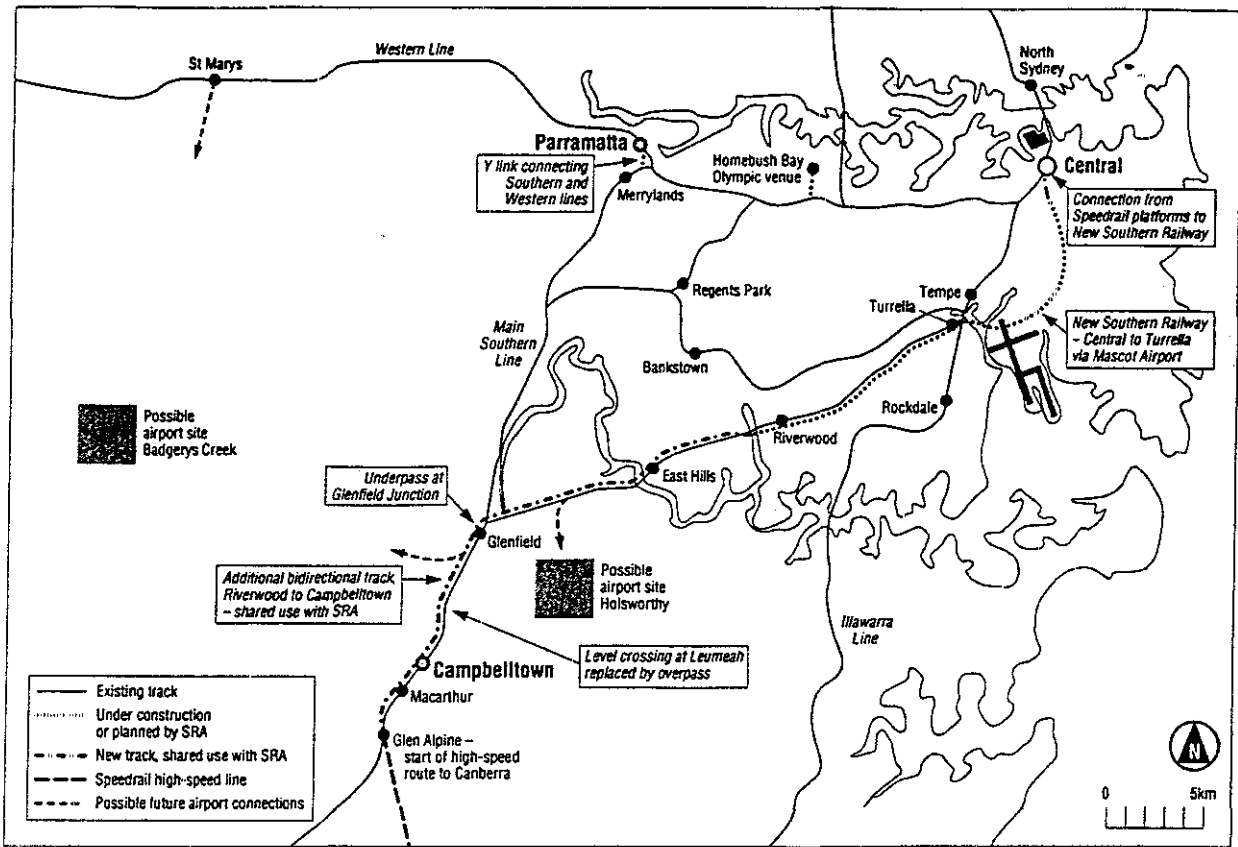 Western Line
St Marys
North
Sydney
Parramatta
Y link connecting
Southern and
Western lines
Merrylands
Homebush Bay
Olympic venue
Central
Connection from
Speedrail platforms to
New Southern Railway
Regents Park
Tempe
Turrella
Main
Southern
Line
Bankstown
New Southern Railway
– Central to Turrella
via Mascot Airport
Rockdale
Riverwood
Possible
airport site
Badgerys Creek
East Hills
Underpass at
Glenfield Junction
Glenfield
Additional bidirectional track
Riverwood to Campbelltown
– shared use with SRA
Possible
airport site
Holsworthy
Illawarra
Line
Level crossing at Leumeah
replaced by overpass
Campbelltown
Macarthur
Glen Alpine –
start of high-speed
route to Canberra
Existing track
Under construction
or planned by SRA
New track, shared use with SRA
Speedrail high-speed line
Possible future airport connections
N
0 5km